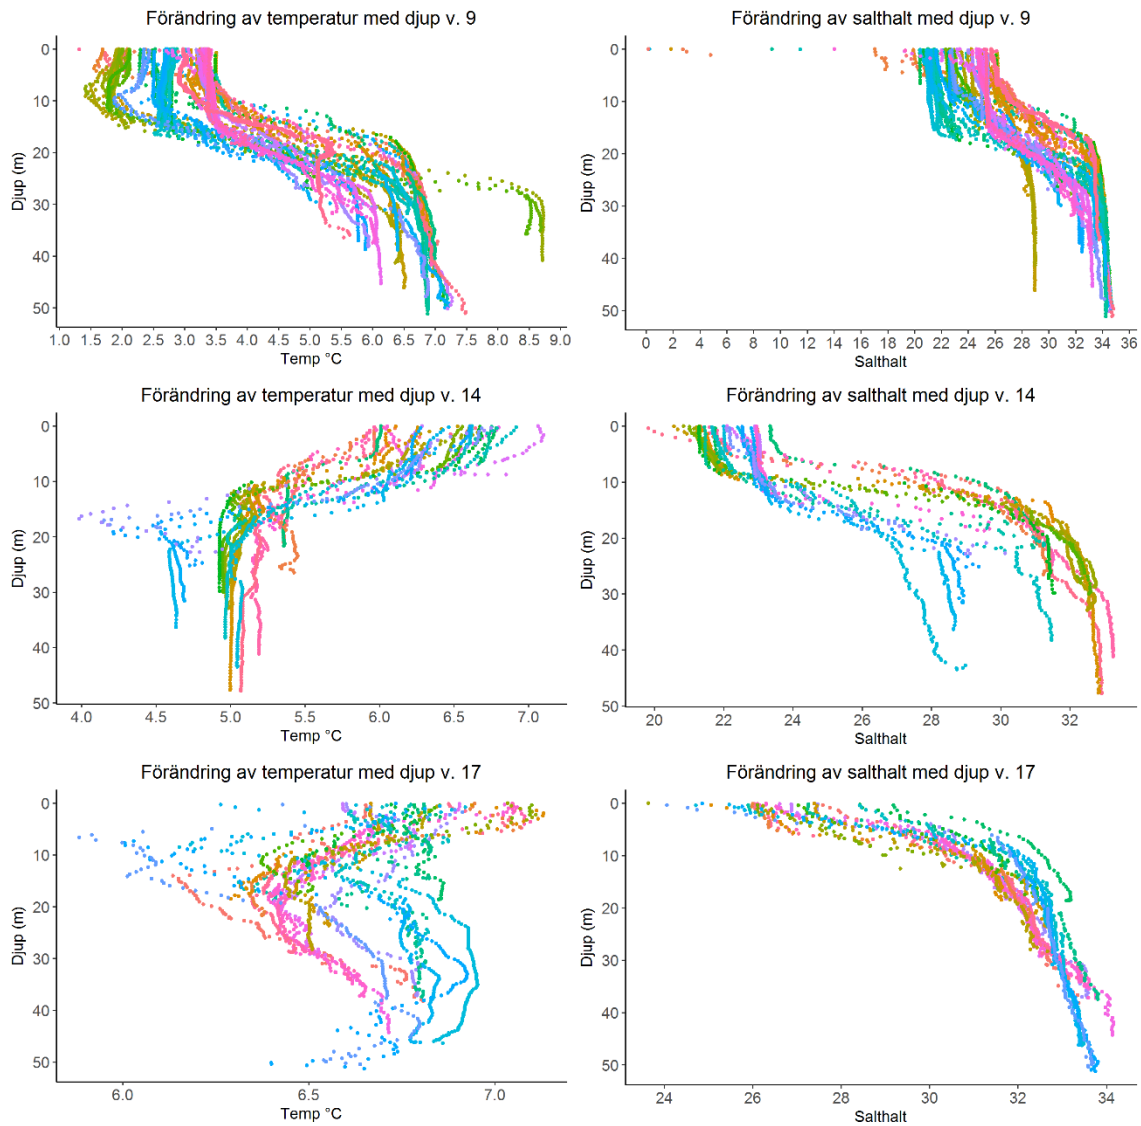 Förändring av temperatur med djup v. 9
Förändring av salthalt med djup v. 9
0
10
20
30
40
50
Djup (m)
1.0 1.5 2.0 2.5 3.0 3.5 4.0 4.5 5.0 5.5 6.0 6.5 7.0 7.5 8.0 8.5 9.0
Temp °C
0
10
20
30
40
50
Djup (m)
0 2 4 6 8 10 12 14 16 18 20 22 24 26 28 30 32 34 36
Salthalt
Förändring av temperatur med djup v. 14
Förändring av salthalt med djup v. 14
0
10
20
30
40
50
Djup (m)
4.0 4.5 5.0 5.5 6.0 6.5 7.0
Temp °C
0
10
20
30
40
50
Djup (m)
20 22 24 26 28 30 32
Salthalt
Förändring av temperatur med djup v. 17
Förändring av salthalt med djup v. 17
0
10
20
30
40
50
Djup (m)
6.0 6.5 7.0
Temp °C
0
10
20
30
40
50
Djup (m)
24 26 28 30 32 34
Salthalt